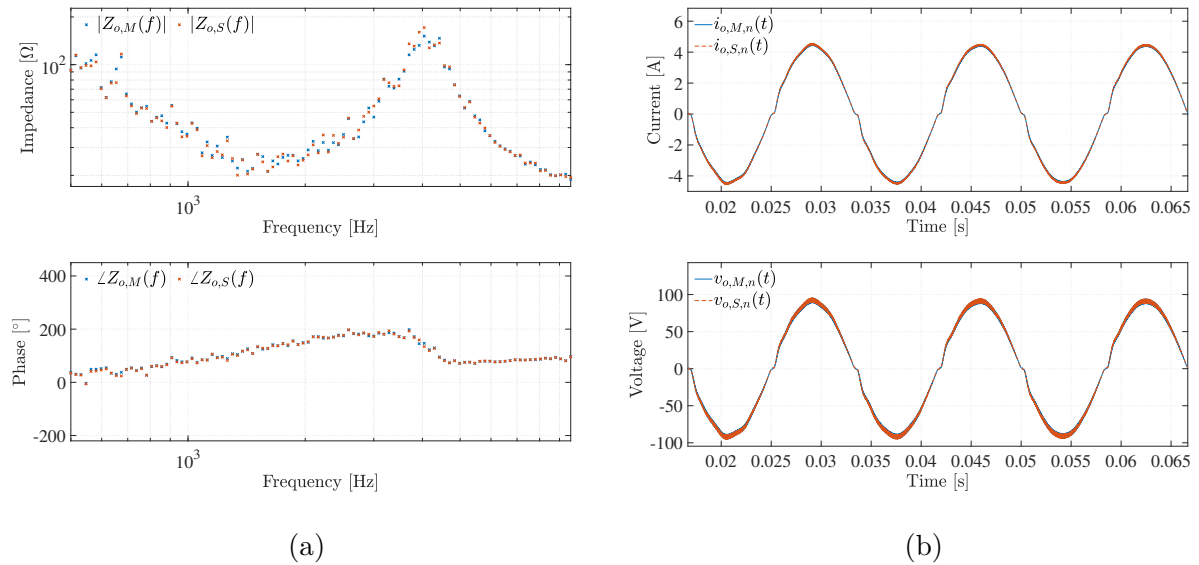 |Z_{o,M}(f)| |Z_{o,S}(f)|
Impedance [Ω]
10^2
10^3
Frequency [Hz]
∠Z_{o,M}(f) ∠Z_{o,S}(f)
Phase [°]
400
200
0
-200
10^3
Frequency [Hz]
(a)
i_{o,M,n}(t)
i_{o,S,n}(t)
Current [A]
6
4
2
0
-2
-4
0.02 0.025 0.03 0.035 0.04 0.045 0.05 0.055 0.06 0.065
Time [s]
v_{o,M,n}(t)
v_{o,S,n}(t)
Voltage [V]
100
50
0
-50
-100
0.02 0.025 0.03 0.035 0.04 0.045 0.05 0.055 0.06 0.065
Time [s]
(b)